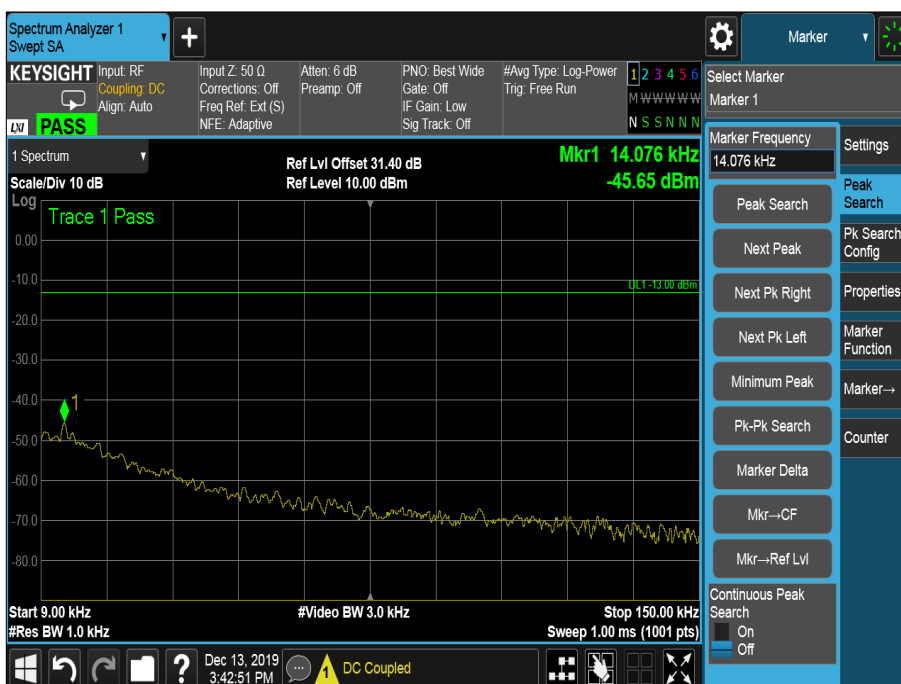 Spectrum Analyzer 1
Swept SA
Marker
KEYSIGHT
Input: RF
Coupling: DC
Align: Auto
Input Z: 50 Ω
Corrections: Off
Freq Ref: Ext (S)
NFE: Adaptive
Atten: 6 dB
Preamp: Off
PNO: Best Wide
Gate: Off
IF Gain: Low
Sig Track: Off
#Avg Type: Log-Power
Trig: Free Run
1 2 3 4 5 6
M W W W W W
N S S N N N
LXI PASS
Select Marker
Marker 1
1 Spectrum
Scale/Div 10 dB
Ref Lvl Offset 31.40 dB
Ref Level 10.00 dBm
Mkr1 14.076 kHz
-45.65 dBm
Log
Trace 1 Pass
0.00
-10.0
-20.0
-30.0
-40.0
-50.0
-60.0
-70.0
-80.0
DL1 -13.00 dBm
1
Start 9.00 kHz
#Video BW 3.0 kHz
Stop 150.00 kHz
#Res BW 1.0 kHz
Sweep 1.00 ms (1001 pts)
Marker Frequency
14.076 kHz
Peak Search
Next Peak
Next Pk Right
Next Pk Left
Minimum Peak
Pk-Pk Search
Marker Delta
Mkr→CF
Mkr→Ref Lvl
Continuous Peak
Search
On
Off
Settings
Peak
Search
Pk Search
Config
Properties
Marker
Function
Marker→
Counter
?
Dec 13, 2019
3:42:51 PM
1
DC Coupled